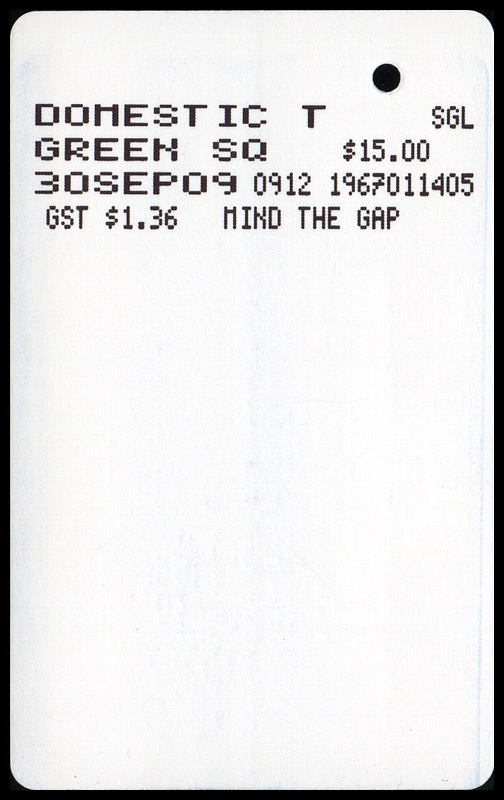 DOMESTIC T SGL
GREEN SQ $15.00
30SEP09 0912 1967011405
GST $1.36 MIND THE GAP